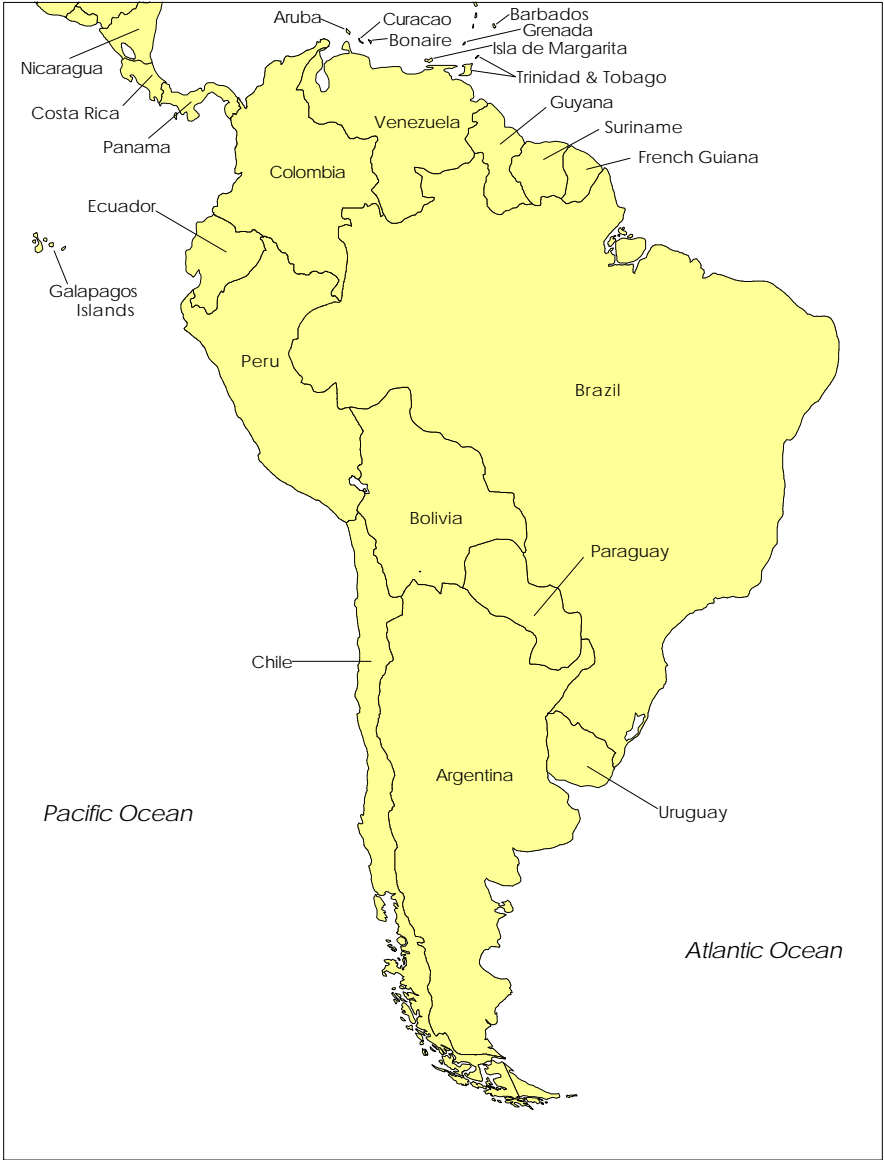 Aruba
Curacao
Bonaire
Barbados
Grenada
Isla de Margarita
Trinidad & Tobago
Nicaragua
Costa Rica
Panama
Guyana
Venezuela
Suriname
French Guiana
Colombia
Ecuador
Galapagos
Islands
Peru
Brazil
Bolivia
Paraguay
Chile
Argentina
Uruguay
Pacific Ocean
Atlantic Ocean